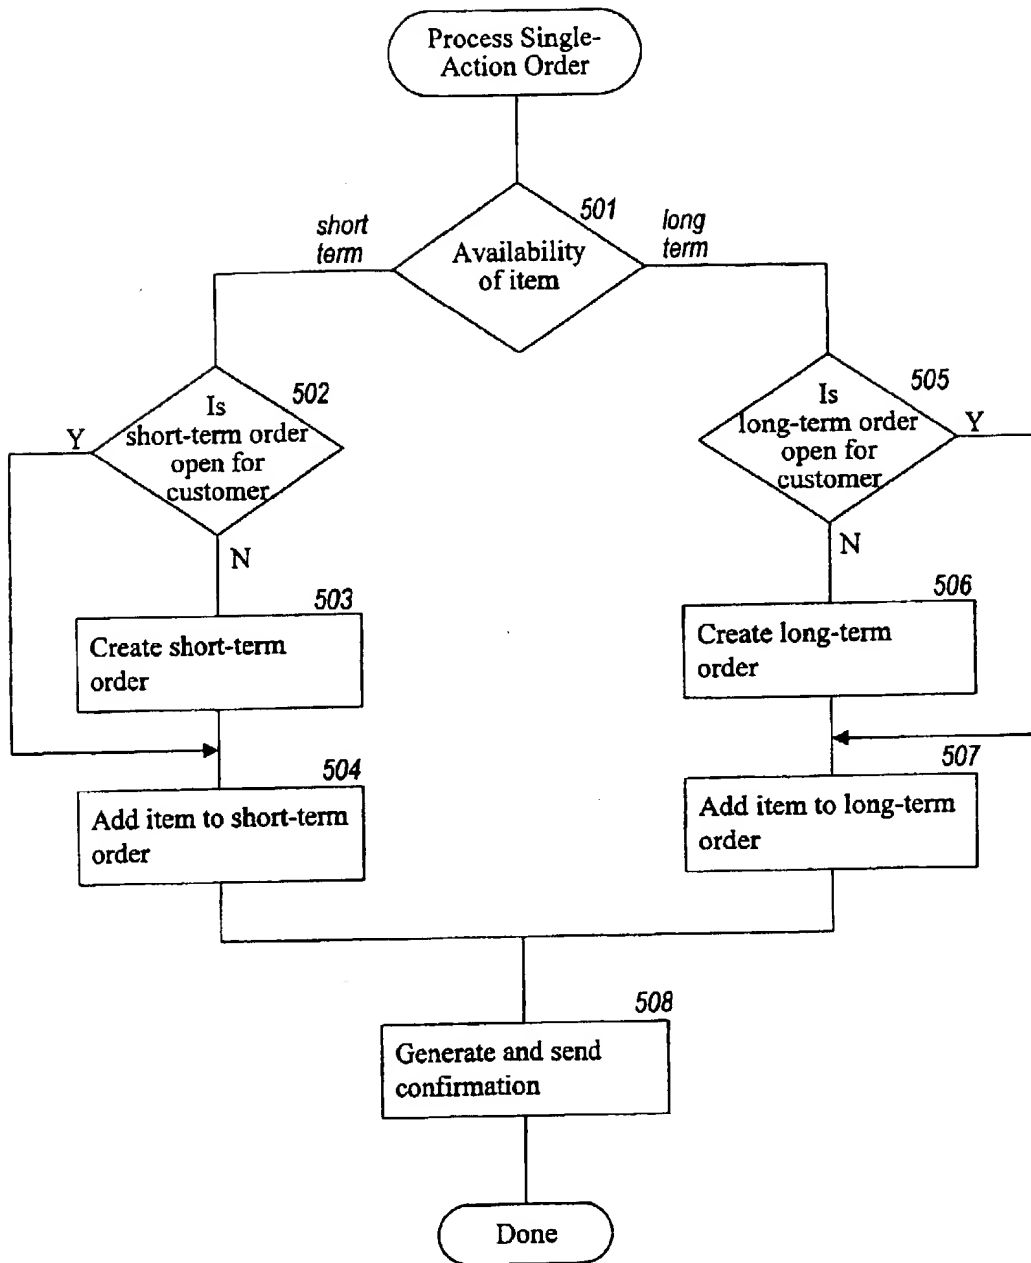 Process Single-
Action Order
501
short
term
long
term
Availability
of item
502
505
Is
short-term order
open for
customer
Y
Is
long-term order
open for
customer
Y
N
N
503
506
Create short-term
order
Create long-term
order
504
507
Add item to short-term
order
Add item to long-term
order
508
Generate and send
confirmation
Done